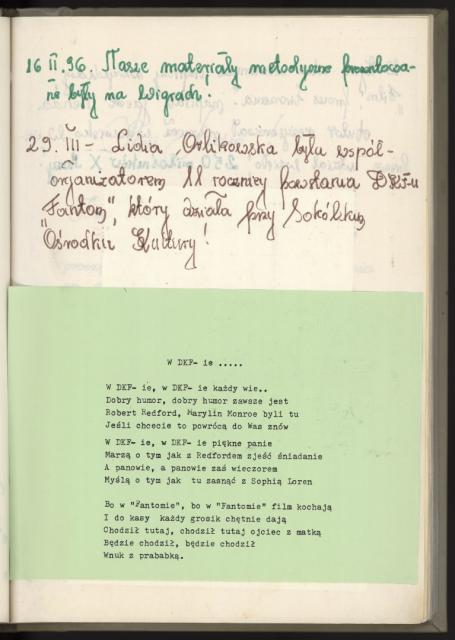 16 II .96. Nasze materiały metodyczne prezentowa-
ne były na Wigrach.
29. III - Lidia Orlikowska była współ-
organizatorem 11 rocznicy powstania DKF-u
"Fantom", który działa przy Sokólskim
"Ośrodku Kultury!
W DKF- ie .....
W DKF- ie, w DKF- ie każdy wie..
Dobry humor, dobry humor zawsze jest
Robert Redford, Marylin Monroe byli tu
Jeśli chcecie to powrócą do Was znów
W DKF- ie, w DKF- ie piękne panie
Marzą o tym jak z Redfordem zjeść śniadanie
A panowie, a panowie zaś wieczorem
Myślą o tym jak tu zasnąć z Sophią Loren
Bo w "Fantomie", bo w "Fantomie" film kochają
I do kasy każdy grosik chętnie dają
Chodził tutaj, chodził tutaj ojciec z matką
Będzie chodził, będzie chodził
Wnuk z prababką.